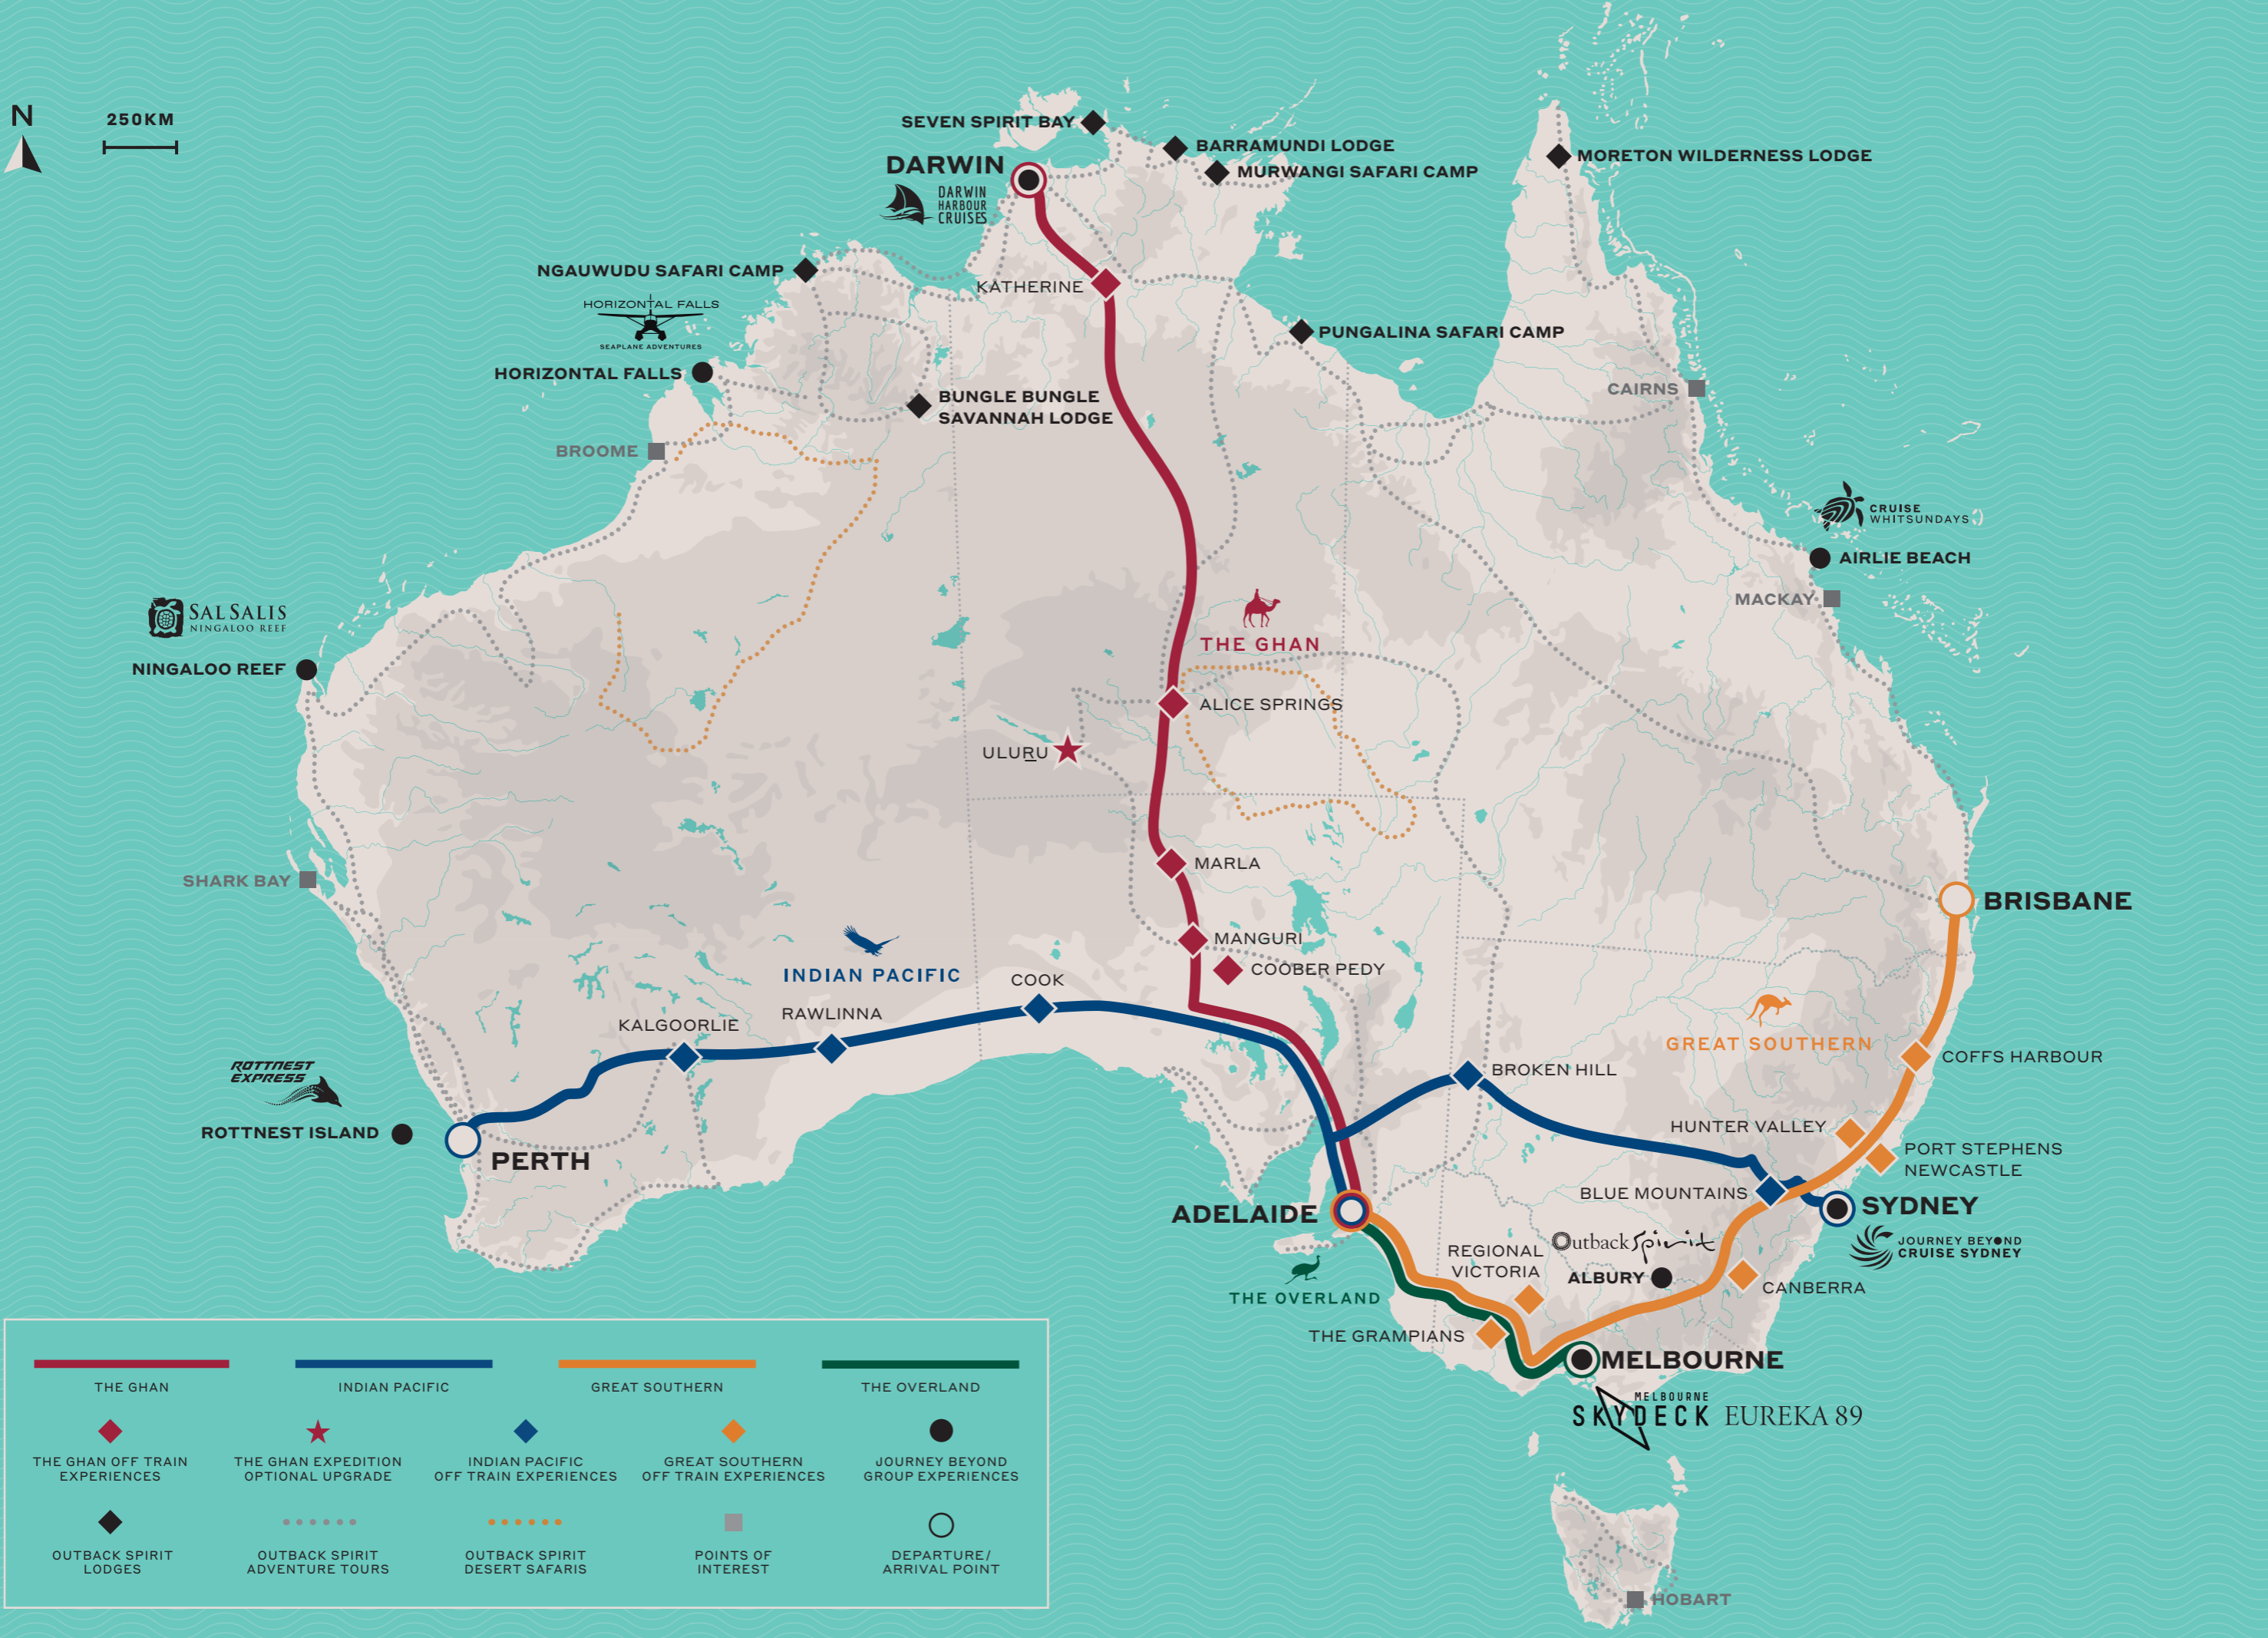 N
250KM
SEVEN SPIRIT BAY
BARRAMUNDI LODGE
MURWANGI SAFARI CAMP
MORETON WILDERNESS LODGE
DARWIN
DARWIN
HARBOUR
CRUISES
NGAUWUDU SAFARI CAMP
KATHERINE
HORIZONTAL FALLS
SEAPLANE ADVENTURES
PUNGALINA SAFARI CAMP
HORIZONTAL FALLS
CAIRNS
BUNGLE BUNGLE
SAVANNAH LODGE
BROOME
CRUISE
WHITSUNDAYS
AIRLIE BEACH
MACKAY
SAL SALIS
NINGALOO REEF
THE GHAN
NINGALOO REEF
ALICE SPRINGS
ULURU
MARLA
SHARK BAY
BRISBANE
MANGURI
COOBER PEDY
INDIAN PACIFIC
COOK
RAWLINNA
KALGOORLIE
GREAT SOUTHERN
COFFS HARBOUR
BROKEN HILL
ROTTNEST
EXPRESS
ROTTNEST ISLAND
HUNTER VALLEY
PORT STEPHENS
NEWCASTLE
PERTH
BLUE MOUNTAINS
SYDNEY
ADELAIDE
JOURNEY BEYOND
CRUISE SYDNEY
Outback Spirit
REGIONAL
VICTORIA
ALBURY
CANBERRA
THE OVERLAND
THE GRAMPIANS
MELBOURNE
MELBOURNE
SKYDECK EUREKA 89
HOBART
THE GHAN
INDIAN PACIFIC
GREAT SOUTHERN
THE OVERLAND
THE GHAN OFF TRAIN
EXPERIENCES
THE GHAN EXPEDITION
OPTIONAL UPGRADE
INDIAN PACIFIC
OFF TRAIN EXPERIENCES
GREAT SOUTHERN
OFF TRAIN EXPERIENCES
JOURNEY BEYOND
GROUP EXPERIENCES
OUTBACK SPIRIT
LODGES
OUTBACK SPIRIT
ADVENTURE TOURS
OUTBACK SPIRIT
DESERT SAFARIS
POINTS OF
INTEREST
DEPARTURE/
ARRIVAL POINT